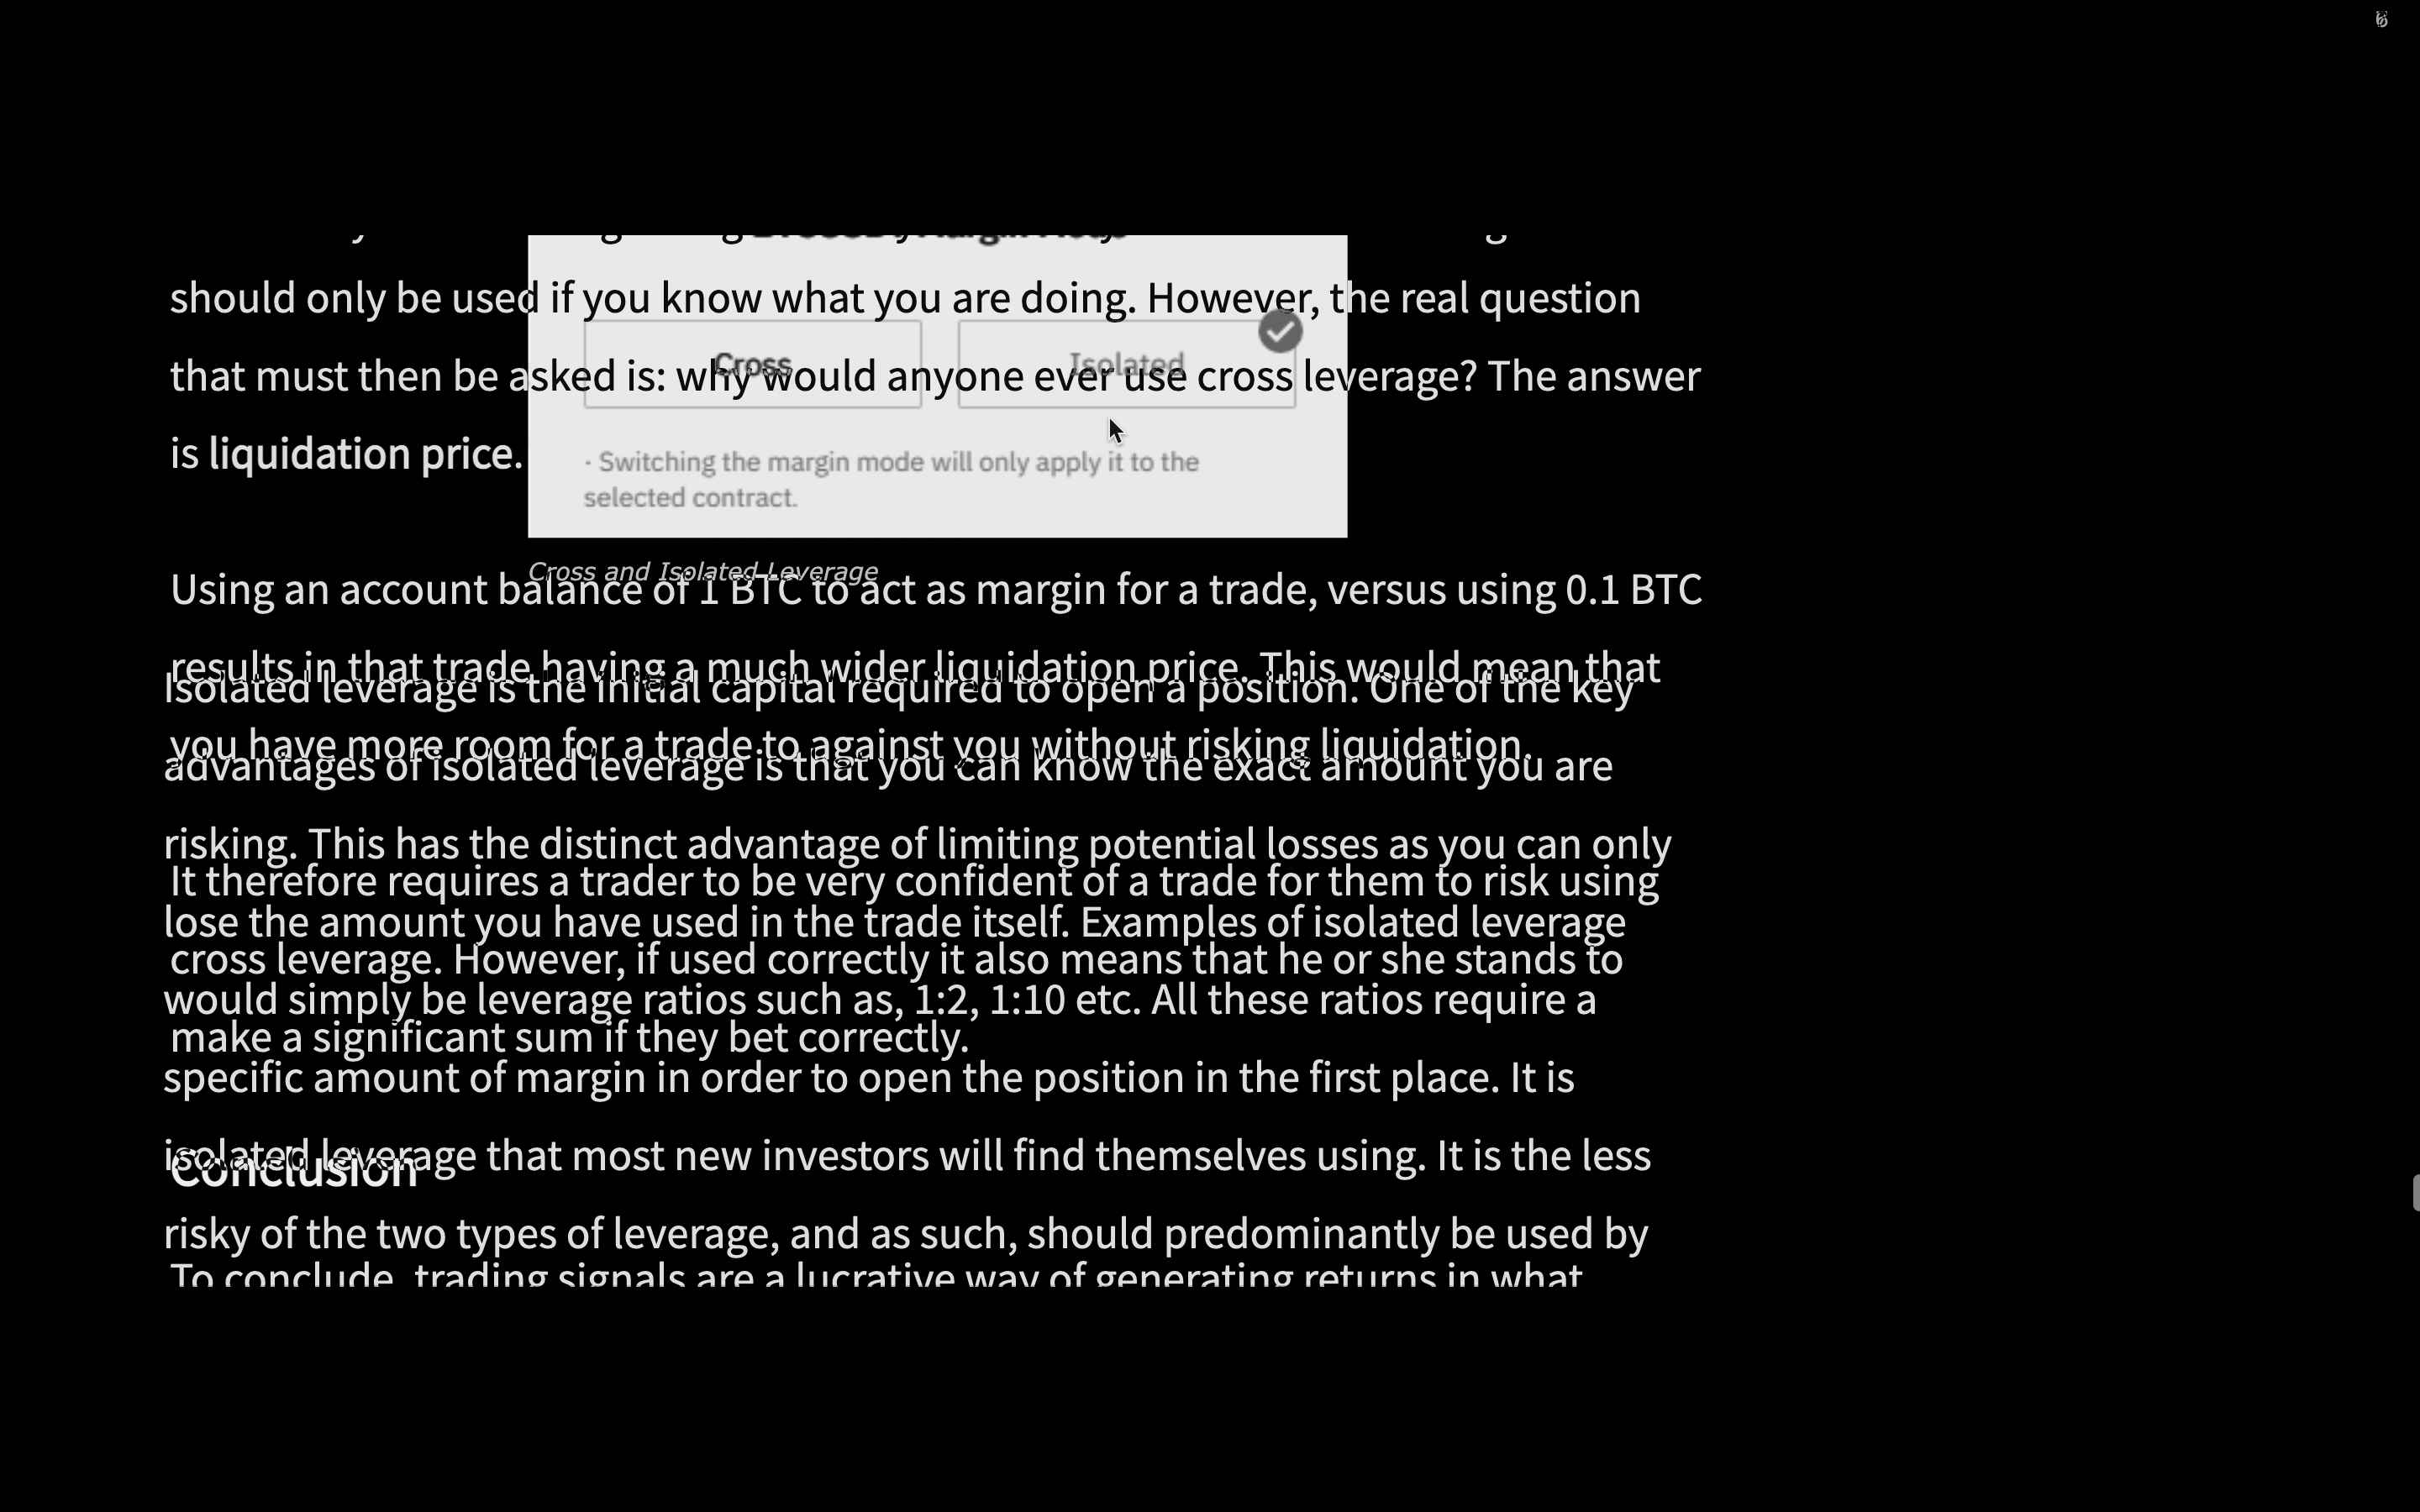 should only be used if you know what you are doing. However, the real question
Cross
Isolated
that must then be asked is: why would anyone ever use cross leverage? The answer
is liquidation price.
· Switching the margin mode will only apply it to the
selected contract.
Cross and Isolated Leverage
Using an account balance of 1 BTC to act as margin for a trade, versus using 0.1 BTC
results in that trade having a much wider liquidation price. This would mean that
Isolated leverage is the initial capital required to open a position. One of the key
you have more room for a trade to against you without risking liquidation.
advantages of isolated leverage is that you can know the exact amount you are
risking. This has the distinct advantage of limiting potential losses as you can only
It therefore requires a trader to be very confident of a trade for them to risk using
lose the amount you have used in the trade itself. Examples of isolated leverage
cross leverage. However, if used correctly it also means that he or she stands to
would simply be leverage ratios such as, 1:2, 1:10 etc. All these ratios require a
make a significant sum if they bet correctly.
specific amount of margin in order to open the position in the first place. It is
isolated leverage that most new investors will find themselves using. It is the less
Conclusion
risky of the two types of leverage, and as such, should predominantly be used by
To conclude, trading signals are a lucrative way of generating returns in what